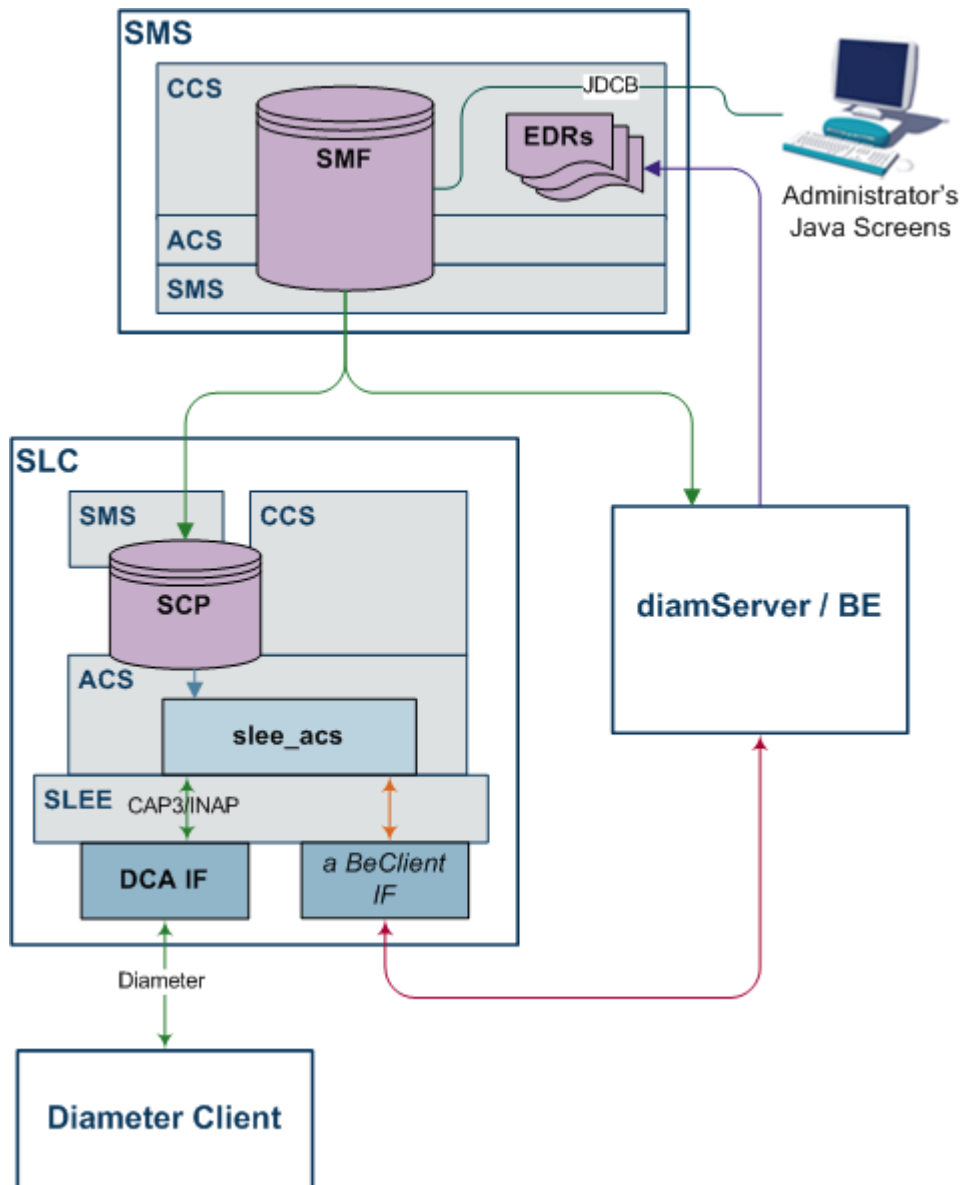 SMS
CCS
JDCB
SMF
EDRs
Administrator's
Java Screens
ACS
SMS
SLC
SMS
CCS
SCP
diamServer / BE
ACS
slee_acs
SLEE
CAP3/INAP
DCA IF
a BeClient
IF
Diameter
Diameter Client